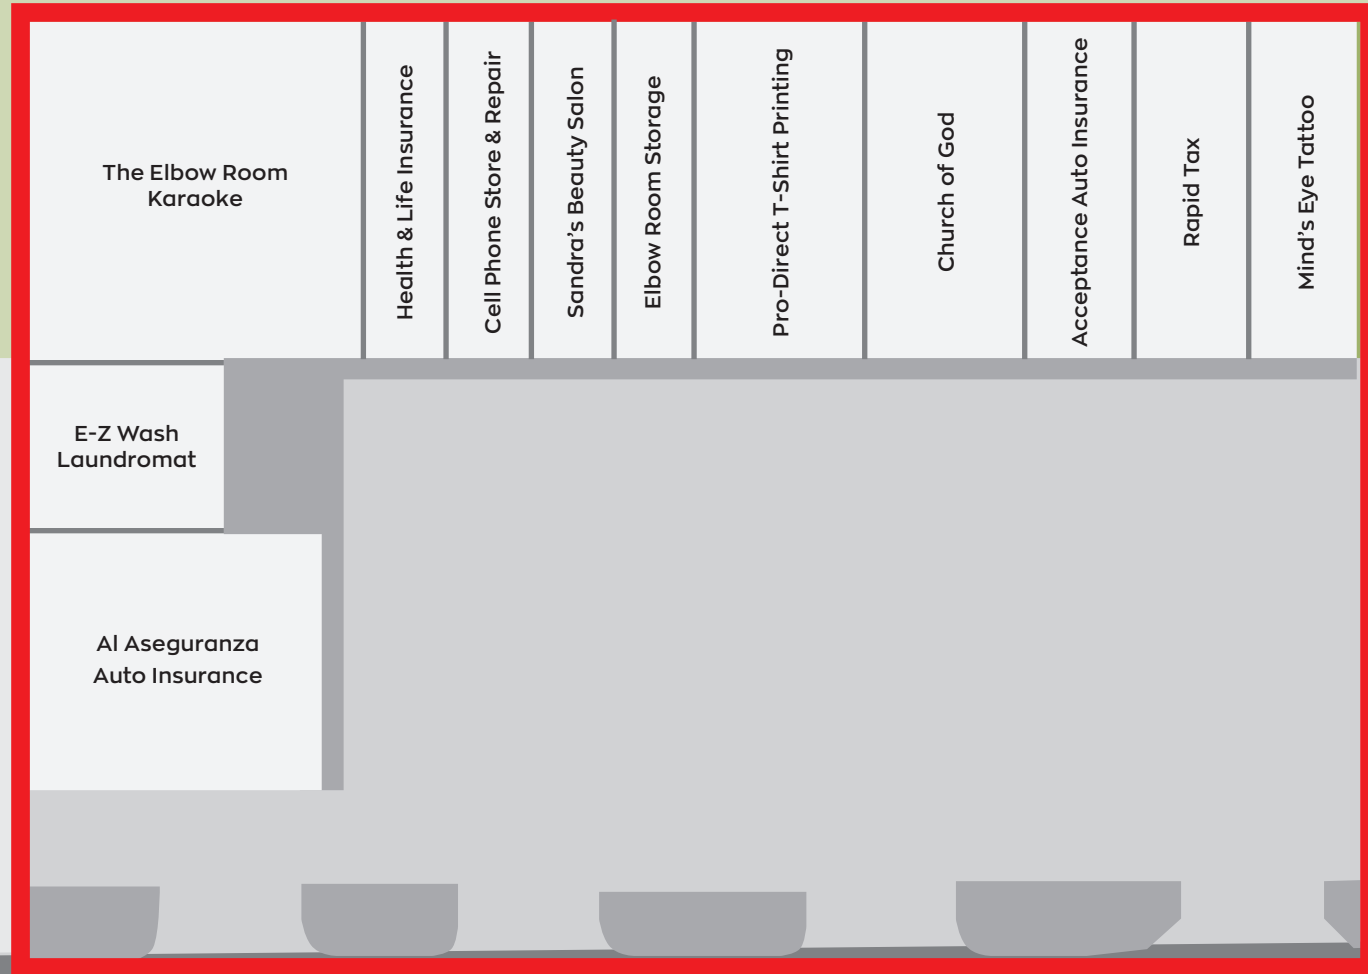 The Elbow Room
Karaoke
Health & Life Insurance
Cell Phone Store & Repair
Sandra's Beauty Salon
Elbow Room Storage
Pro-Direct T-Shirt Printing
Church of God
Acceptance Auto Insurance
Rapid Tax
Mind's Eye Tattoo
E-Z Wash
Laundromat
Al Aseguranza
Auto Insurance